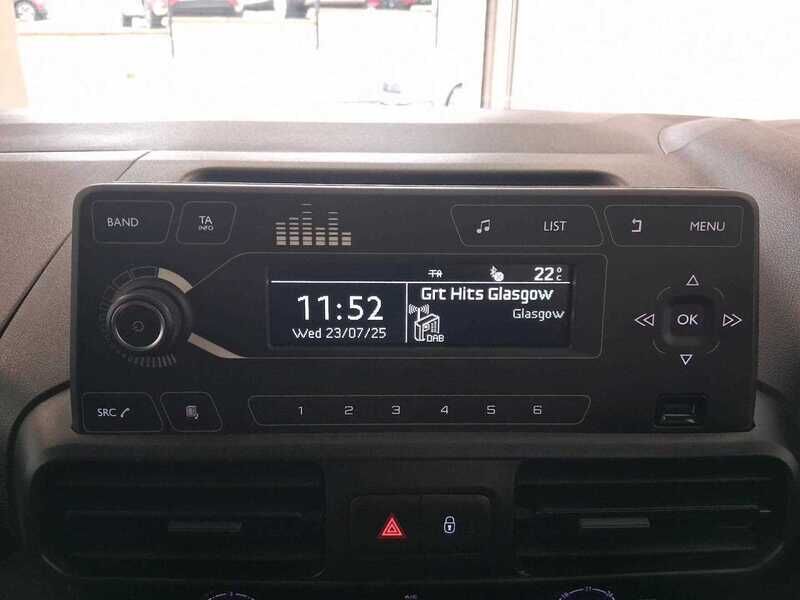 BAND
TA
INFO
LIST
MENU
TA
22°C
11:52
Wed 23/07/25
Grt Hits Glasgow
Glasgow
DAB
OK
SRC
1 2 3 4 5 6
A/C